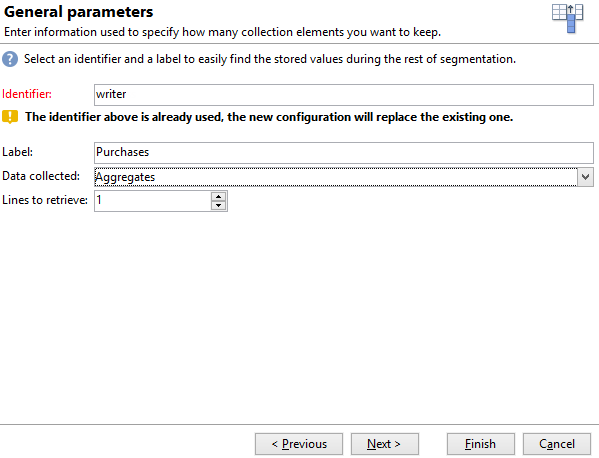 General parameters
Enter information used to specify how many collection elements you want to keep.
? Select an identifier and a label to easily find the stored values during the rest of segmentation.
Identifier: writer
! The identifier above is already used, the new configuration will replace the existing one.
Label: Purchases
Data collected: Aggregates
Lines to retrieve: 1
< Previous Next > Finish Cancel